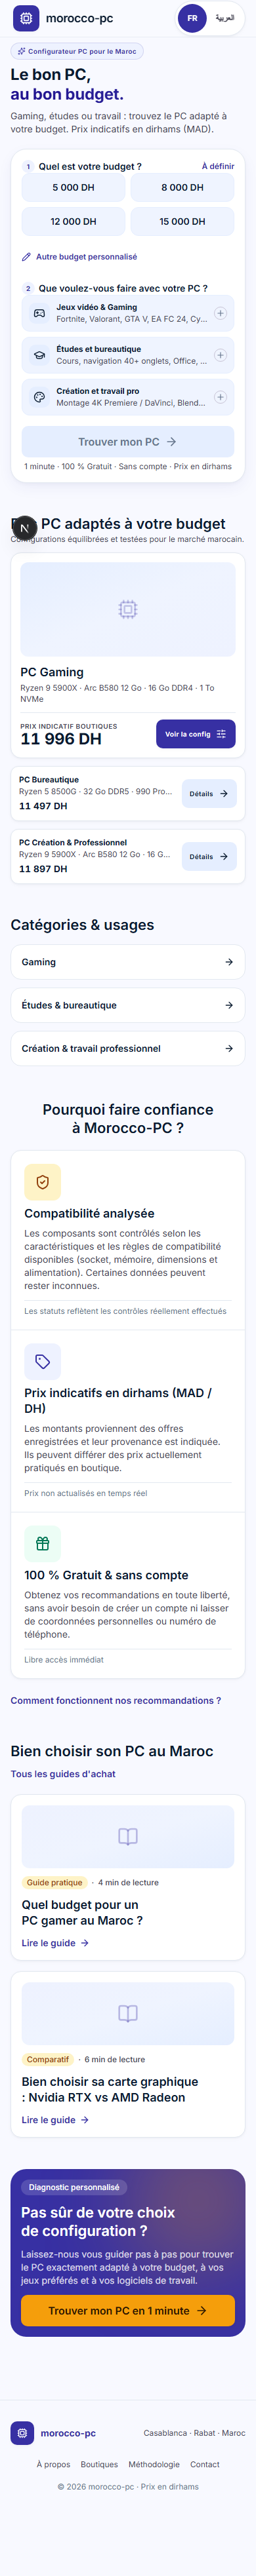 morocco-pc
FR
العربية
Configurateur PC pour le Maroc
Le bon PC,
au bon budget.
Gaming, études ou travail : trouvez le PC adapté à
votre budget. Prix indicatifs en dirhams (MAD).
1 Quel est votre budget ?
À définir
5 000 DH
8 000 DH
12 000 DH
15 000 DH
Autre budget personnalisé
2 Que voulez-vous faire avec votre PC ?
Jeux vidéo & Gaming
Fortnite, Valorant, GTA V, EA FC 24, Cy...
Études et bureautique
Cours, navigation 40+ onglets, Office, ...
Création et travail pro
Montage 4K Premiere / DaVinci, Blend...
Trouver mon PC
1 minute · 100 % Gratuit · Sans compte · Prix en dirhams
N
PC adaptés à votre budget
configurations équilibrées et testées pour le marché marocain.
PC Gaming
Ryzen 9 5900X · Arc B580 12 Go · 16 Go DDR4 · 1 To
NVMe
PRIX INDICATIF BOUTIQUES
11 996 DH
Voir la config
PC Bureautique
Ryzen 5 8500G · 32 Go DDR5 · 990 Pro...
11 497 DH
Détails
PC Création & Professionnel
Ryzen 9 5900X · Arc B580 12 Go · 16 G...
11 897 DH
Détails
Catégories & usages
Gaming
Études & bureautique
Création & travail professionnel
Pourquoi faire confiance
à Morocco-PC ?
Compatibilité analysée
Les composants sont contrôlés selon les
caractéristiques et les règles de compatibilité
disponibles (socket, mémoire, dimensions et
alimentation). Certaines données peuvent
rester inconnues.
Les statuts reflètent les contrôles réellement effectués
Prix indicatifs en dirhams (MAD /
DH)
Les montants proviennent des offres
enregistrées et leur provenance est indiquée.
Ils peuvent différer des prix actuellement
pratiqués en boutique.
Prix non actualisés en temps réel
100 % Gratuit & sans compte
Obtenez vos recommandations en toute liberté,
sans avoir besoin de créer un compte ni laisser
de coordonnées personnelles ou numéro de
téléphone.
Libre accès immédiat
Comment fonctionnent nos recommandations ?
Bien choisir son PC au Maroc
Tous les guides d'achat
Guide pratique · 4 min de lecture
Quel budget pour un
PC gamer au Maroc ?
Lire le guide
Comparatif · 6 min de lecture
Bien choisir sa carte graphique
: Nvidia RTX vs AMD Radeon
Lire le guide
Diagnostic personnalisé
Pas sûr de votre choix
de configuration ?
Laissez-nous vous guider pas à pas pour trouver
le PC exactement adapté à votre budget, à vos
jeux préférés et à vos logiciels de travail.
Trouver mon PC en 1 minute
morocco-pc
Casablanca · Rabat · Maroc
À propos
Boutiques
Méthodologie
Contact
© 2026 morocco-pc · Prix en dirhams